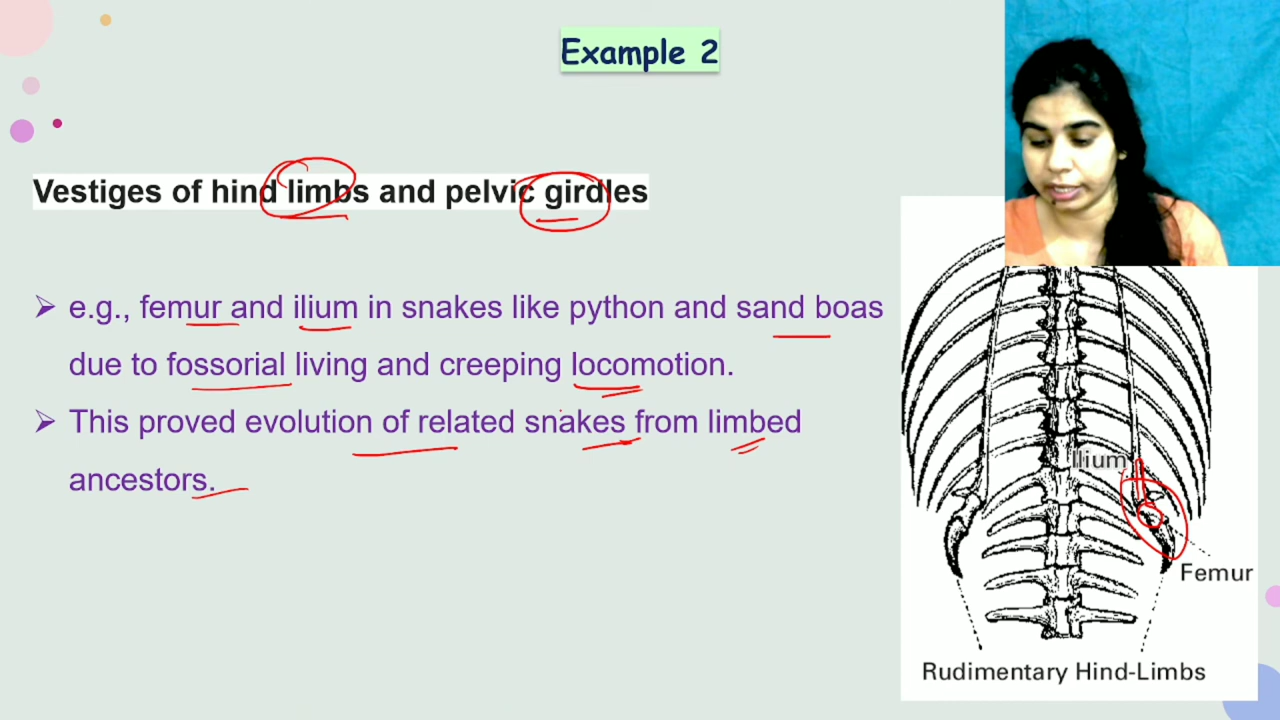 Example 2
Vestiges of hind limbs and pelvic girdles
➢ e.g., femur and ilium in snakes like python and sand boas
due to fossorial living and creeping locomotion.
➢ This proved evolution of related snakes from limbed
ancestors.
Ilium
Femur
Rudimentary Hind-Limbs